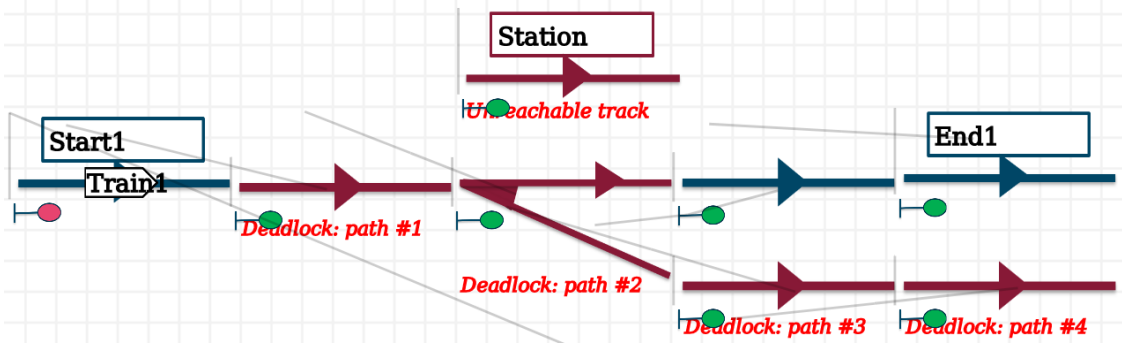 Station
Unreachable track
Start1
End1
Train1
Deadlock: path #1
Deadlock: path #2
Deadlock: path #3
Deadlock: path #4